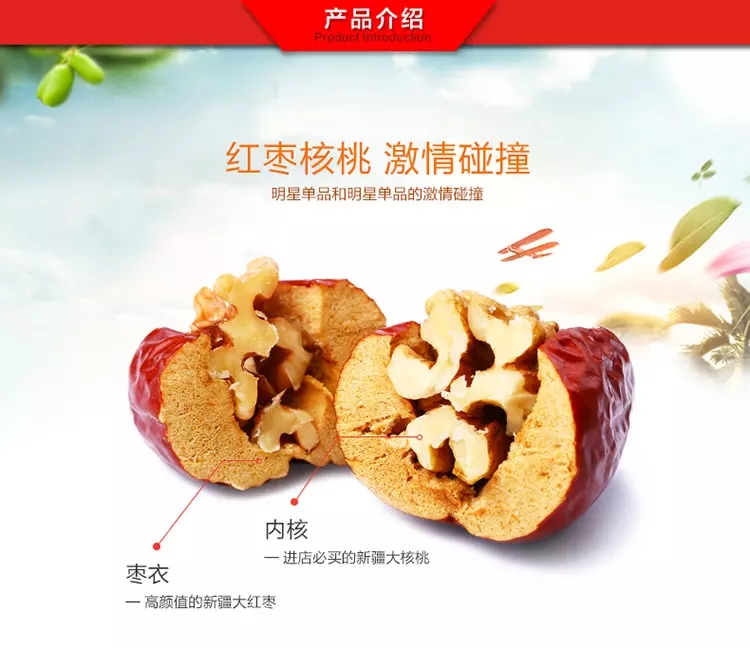 产品介绍
Product Introduction
红枣核桃 激情碰撞
明星单品和明星单品的激情碰撞
内核
— 进店必买的新疆大核桃
枣衣
— 高颜值的新疆大红枣